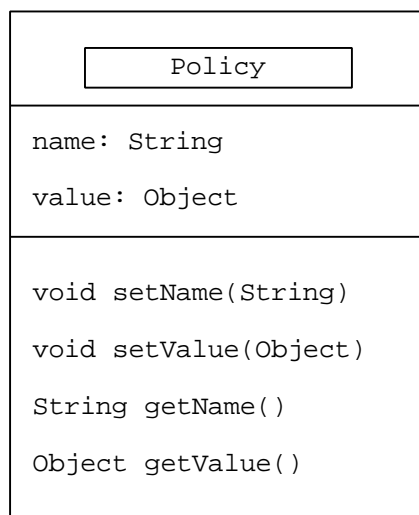 Policy
name: String
value: Object
void setName(String)
void setValue(Object)
String getName()
Object getValue()